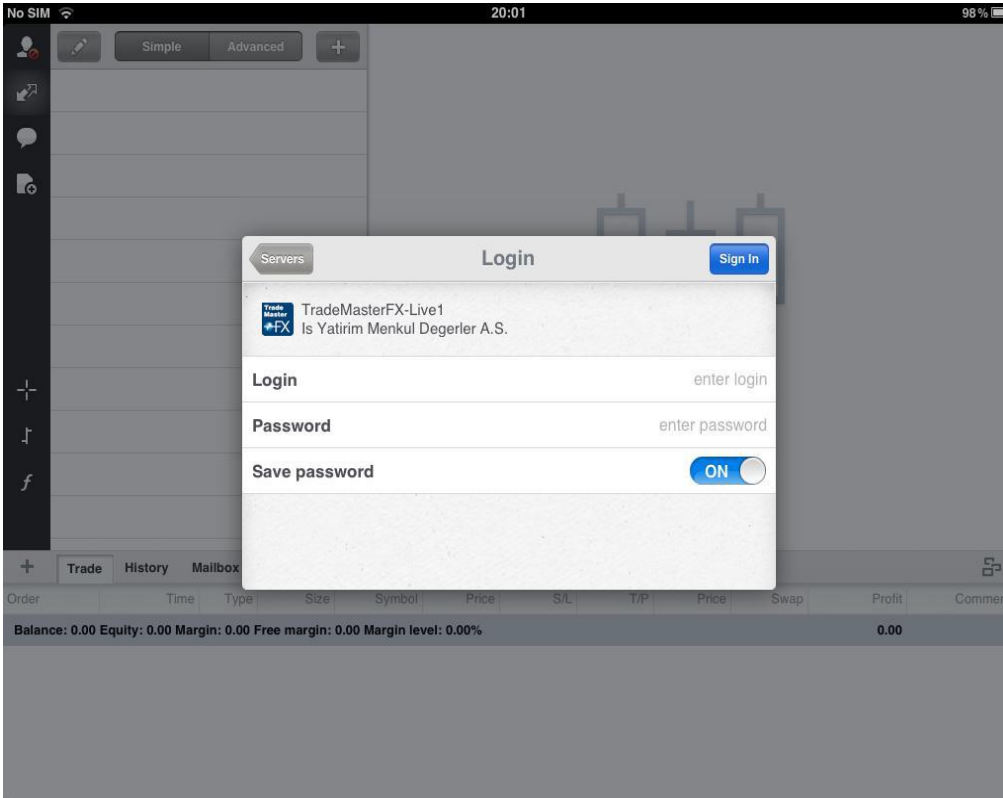 No SIM 20:01 98%
Simple Advanced +
Servers Login Sign In
Trade Master FX
TradeMasterFX-Live1
Is Yatirim Menkul Degerler A.S.
Login enter login
Password enter password
Save password ON
f
+ Trade History Mailbox
Order Time Type Size Symbol Price S/L T/P Price Swap Profit Commen
Balance: 0.00 Equity: 0.00 Margin: 0.00 Free margin: 0.00 Margin level: 0.00% 0.00